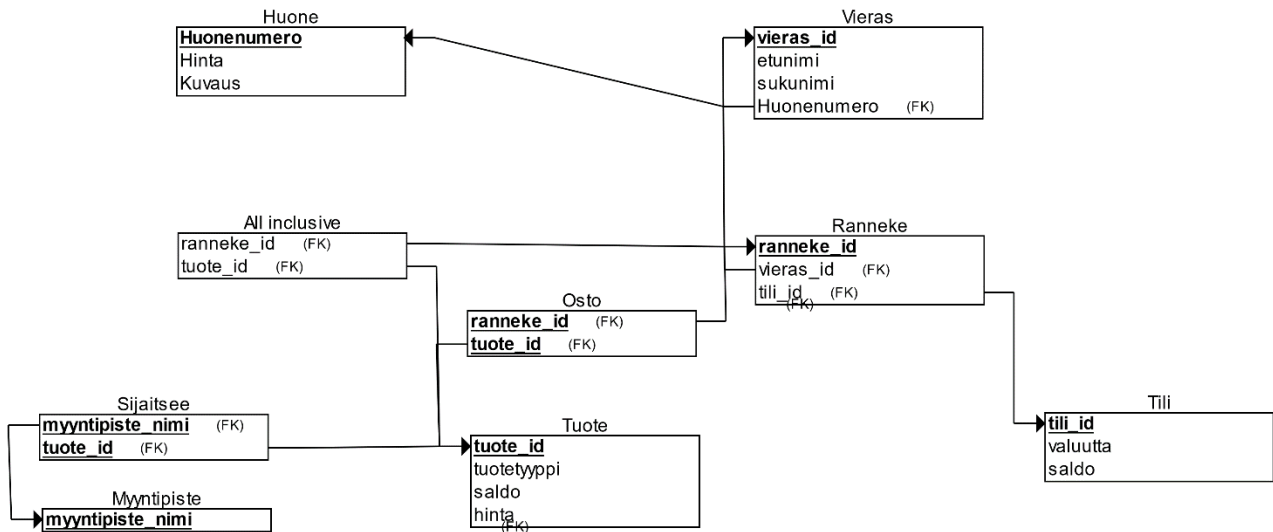 Huone
Huonenumero
Hinta
Kuvaus
Vieras
vieras_id
etunimi
sukunimi
Huonenumero (FK)
All inclusive
ranneke_id (FK)
tuote_id (FK)
Ranneke
ranneke_id
vieras_id (FK)
tili_id (FK)
(FK)
Osto
ranneke_id (FK)
tuote_id (FK)
Sijaitsee
myyntipiste_nimi (FK)
tuote_id (FK)
Tuote
tuote_id
tuotetyyppi
saldo
hinta
(FK)
Tili
tili_id
valuutta
saldo
Myyntipiste
myyntipiste_nimi